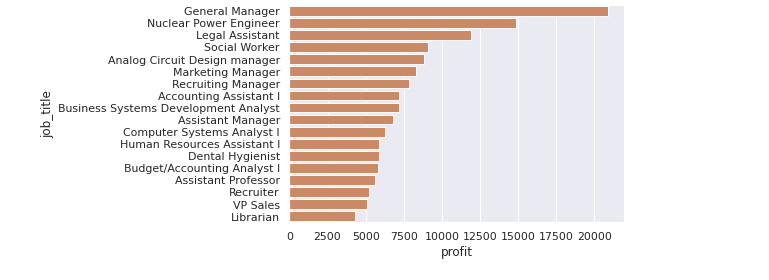 General Manager
Nuclear Power Engineer
Legal Assistant
Social Worker
Analog Circuit Design manager
Marketing Manager
Recruiting Manager
Accounting Assistant I
Business Systems Development Analyst
Assistant Manager
Computer Systems Analyst I
Human Resources Assistant I
Dental Hygienist
Budget/Accounting Analyst I
Assistant Professor
Recruiter
VP Sales
Librarian
job_title
0 2500 5000 7500 10000 12500 15000 17500 20000
profit